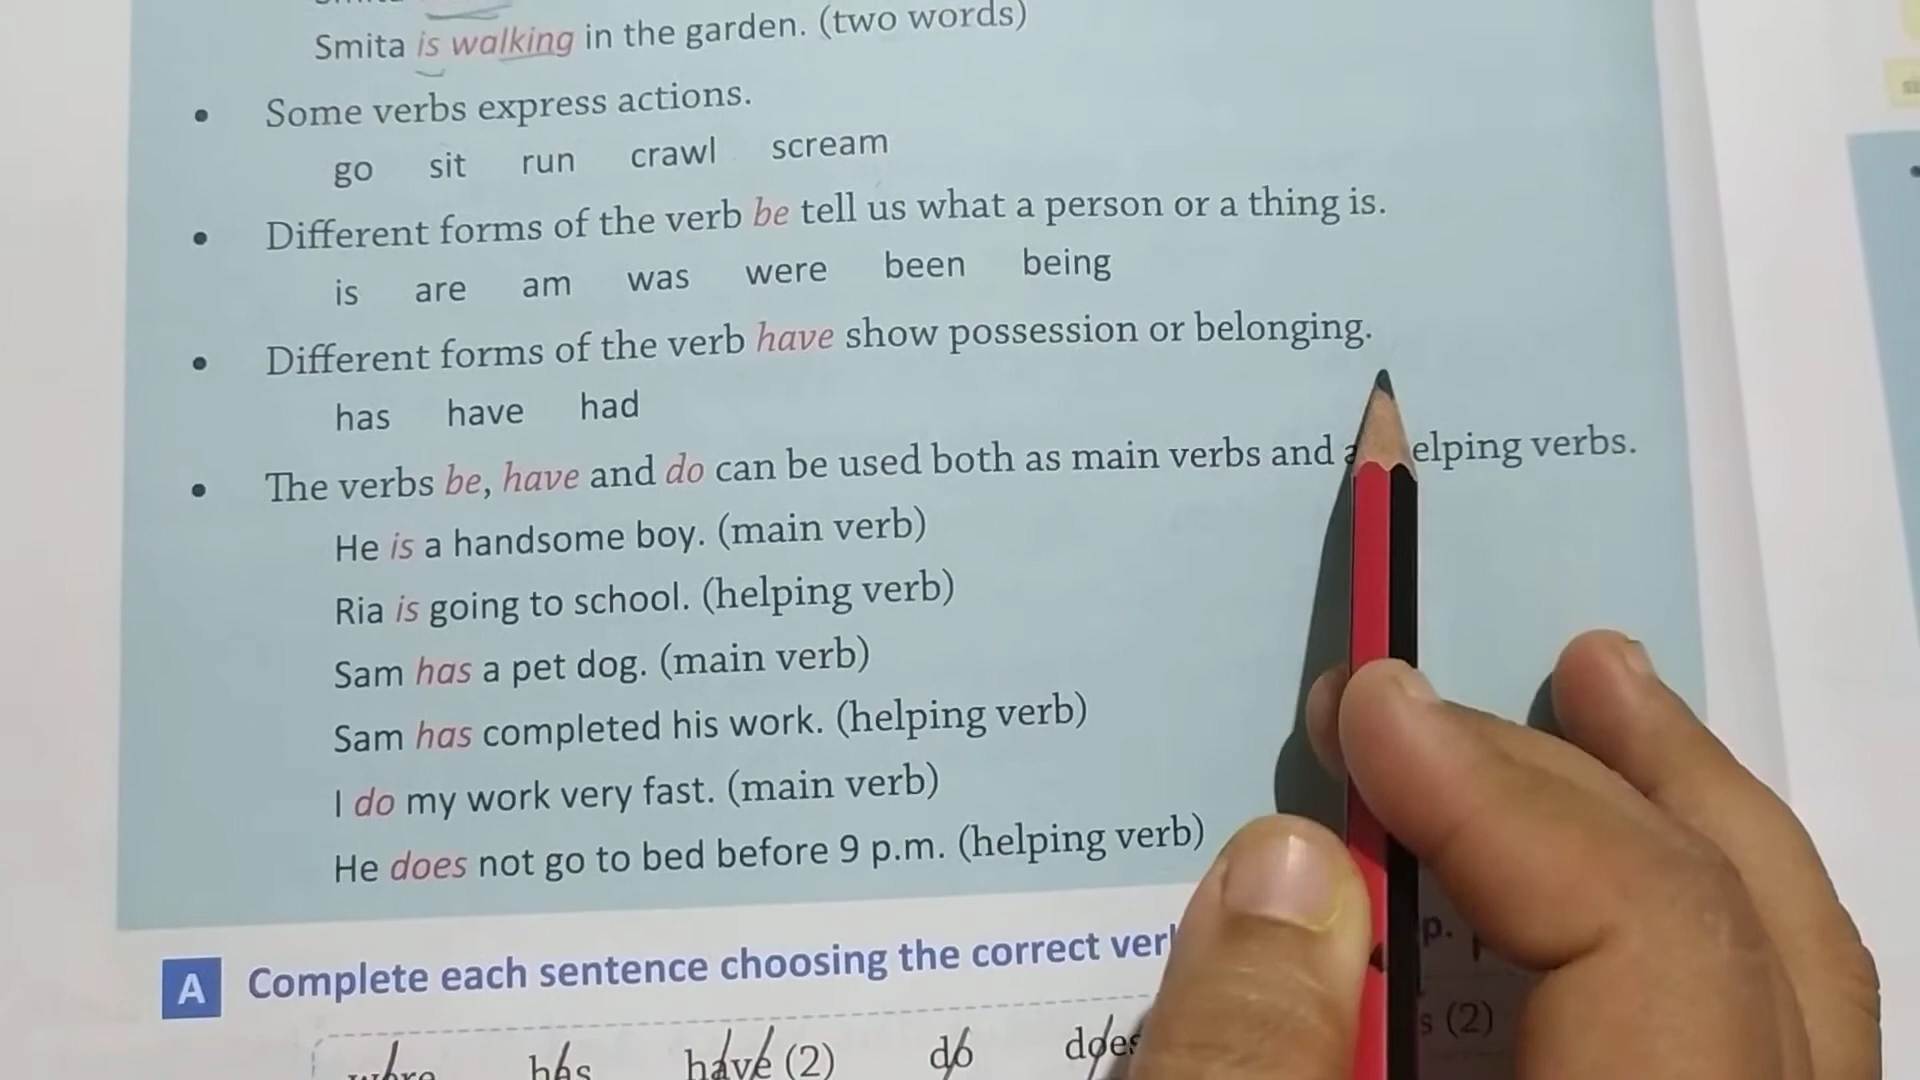 Smita is walking in the garden. (two words)
• Some verbs express actions.
go sit run crawl scream
• Different forms of the verb be tell us what a person or a thing is.
is are am was were been being
• Different forms of the verb have show possession or belonging.
has have had
• The verbs be, have and do can be used both as main verbs and elping verbs.
He is a handsome boy. (main verb)
Ria is going to school. (helping verb)
Sam has a pet dog. (main verb)
Sam has completed his work. (helping verb)
I do my work very fast. (main verb)
He does not go to bed before 9 p.m. (helping verb)
A Complete each sentence choosing the correct ver p.
has have (2) do does s (2)